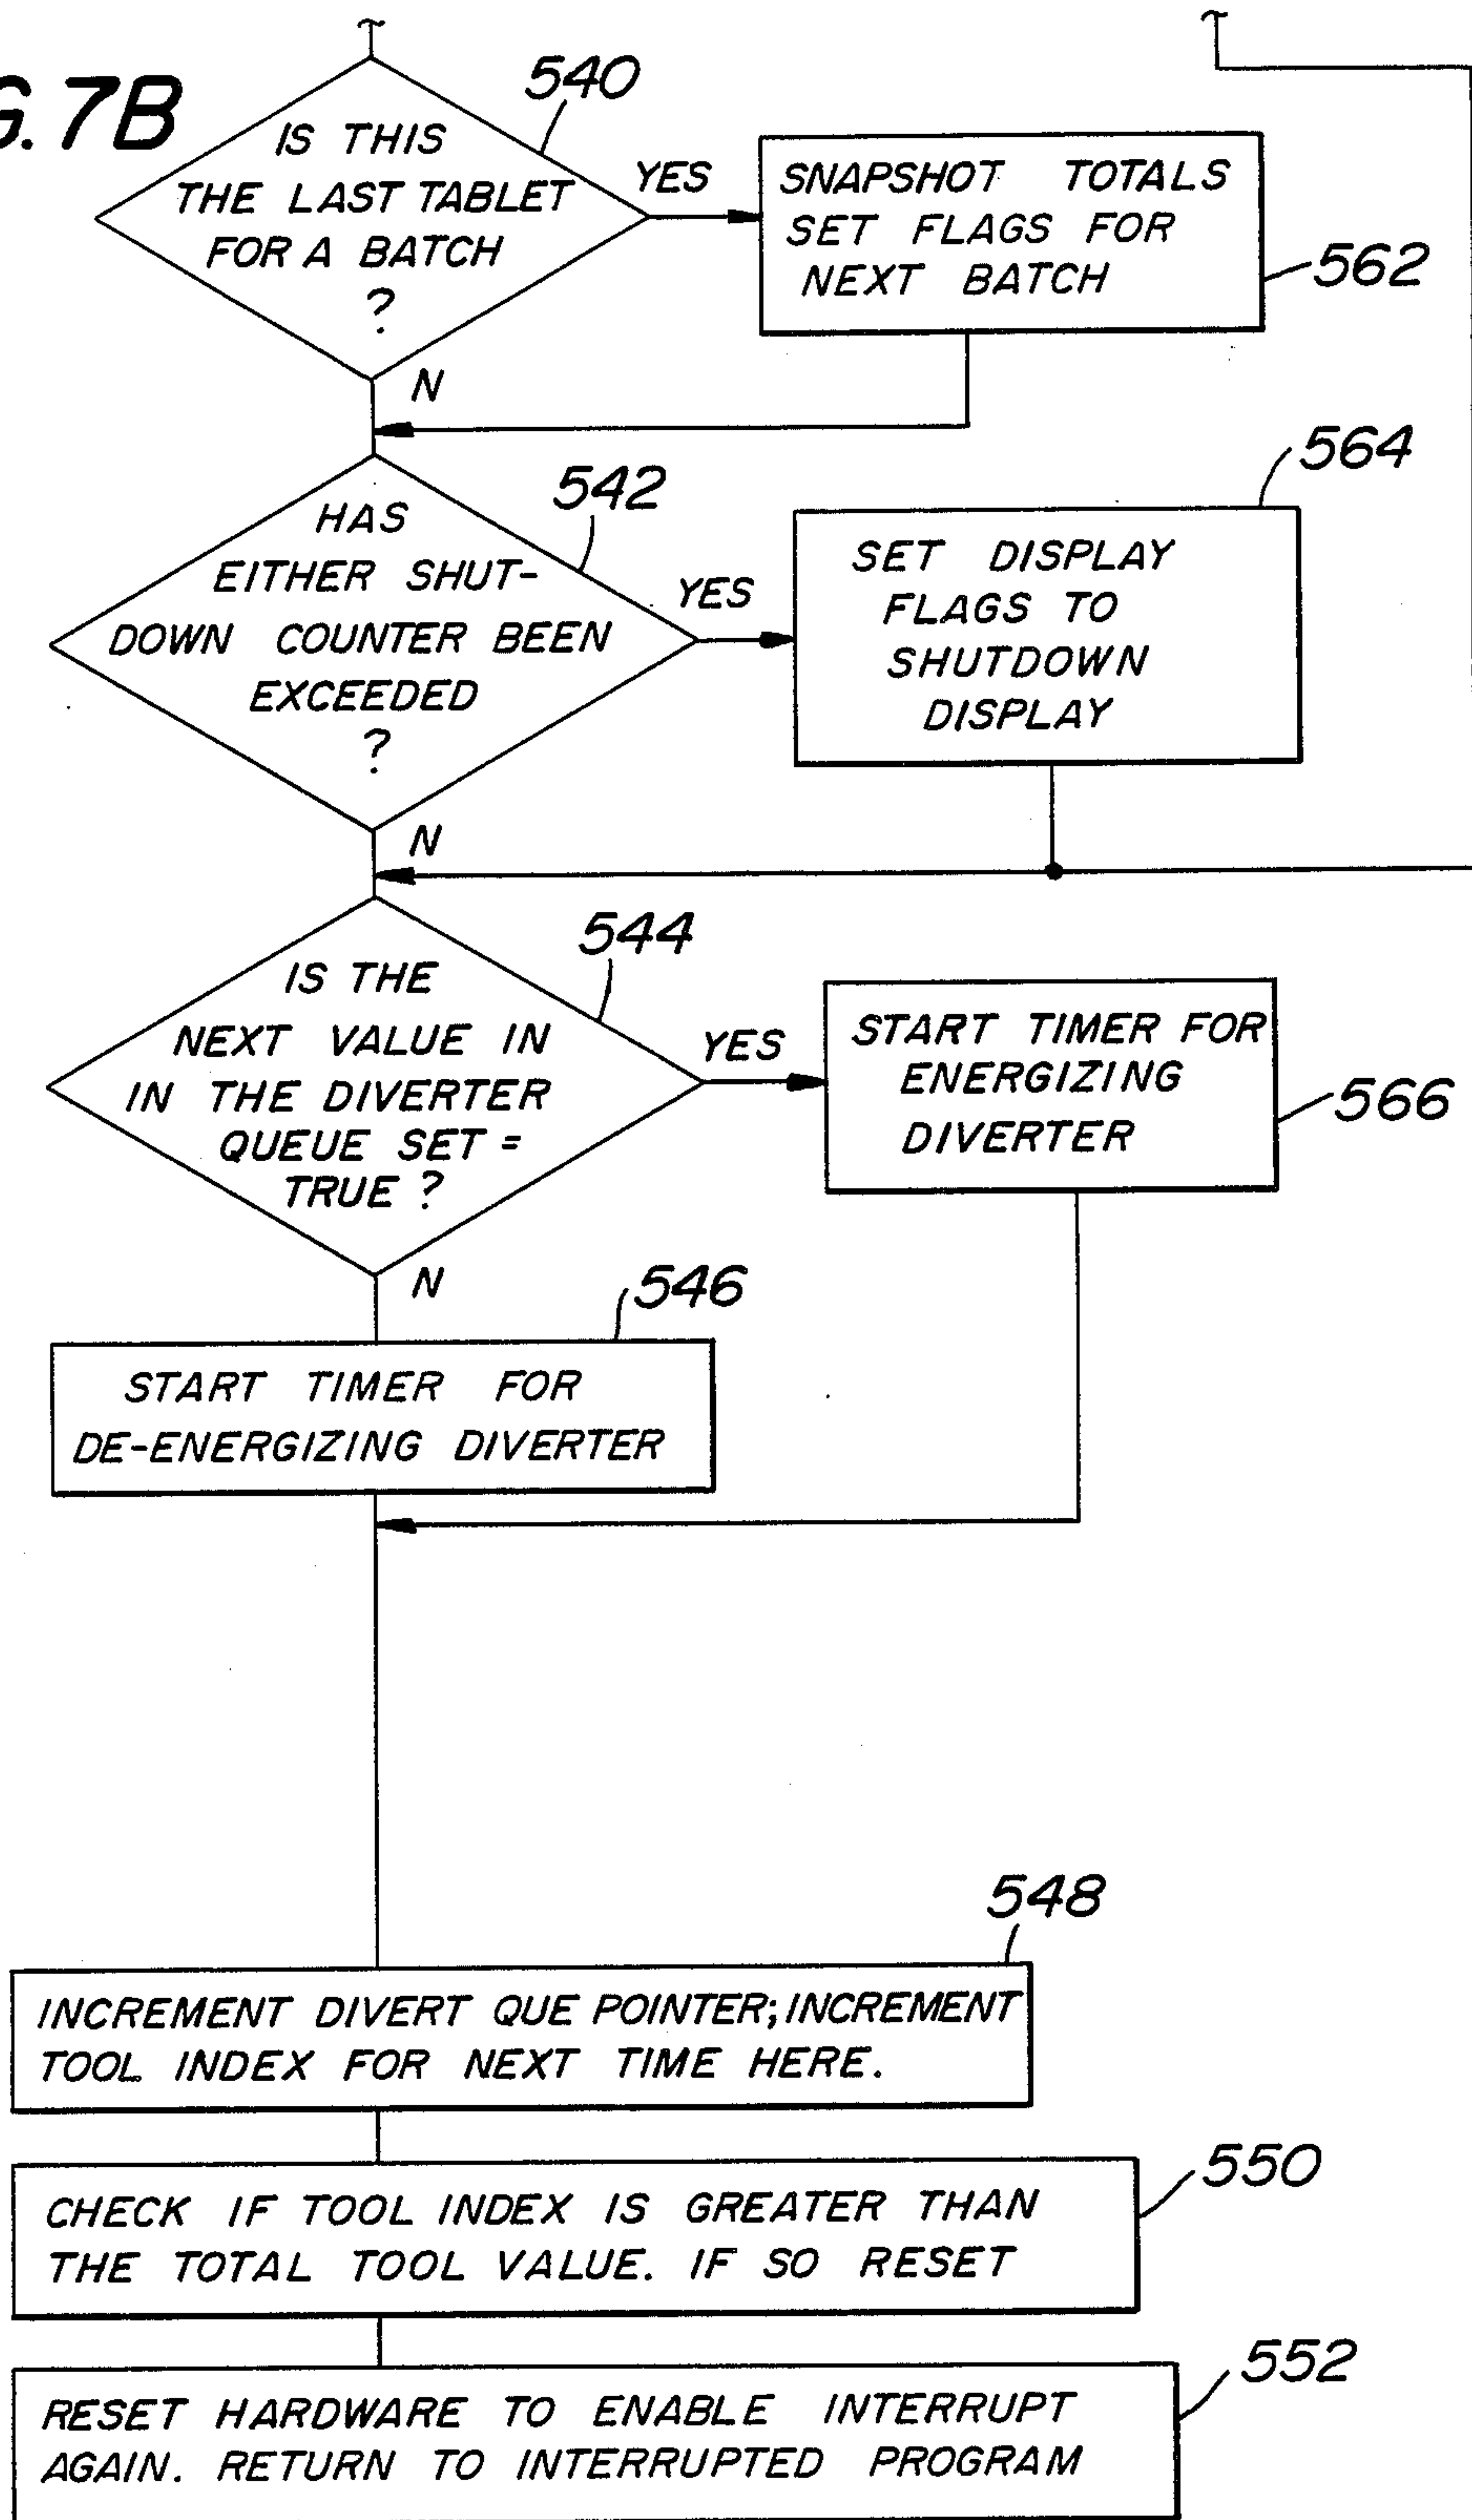 G. 7B
540
IS THIS
THE LAST TABLET
FOR A BATCH
?
YES
SNAPSHOT TOTALS
SET FLAGS FOR
NEXT BATCH
562
N
542
HAS
EITHER SHUT-
DOWN COUNTER BEEN
EXCEEDED
?
YES
564
SET DISPLAY
FLAGS TO
SHUTDOWN
DISPLAY
N
544
IS THE
NEXT VALUE IN
IN THE DIVERTER
QUEUE SET =
TRUE ?
YES
START TIMER FOR
ENERGIZING
DIVERTER
566
N
546
START TIMER FOR
DE-ENERGIZING DIVERTER
548
INCREMENT DIVERT QUE POINTER; INCREMENT
TOOL INDEX FOR NEXT TIME HERE.
550
CHECK IF TOOL INDEX IS GREATER THAN
THE TOTAL TOOL VALUE. IF SO RESET
552
RESET HARDWARE TO ENABLE INTERRUPT
AGAIN. RETURN TO INTERRUPTED PROGRAM